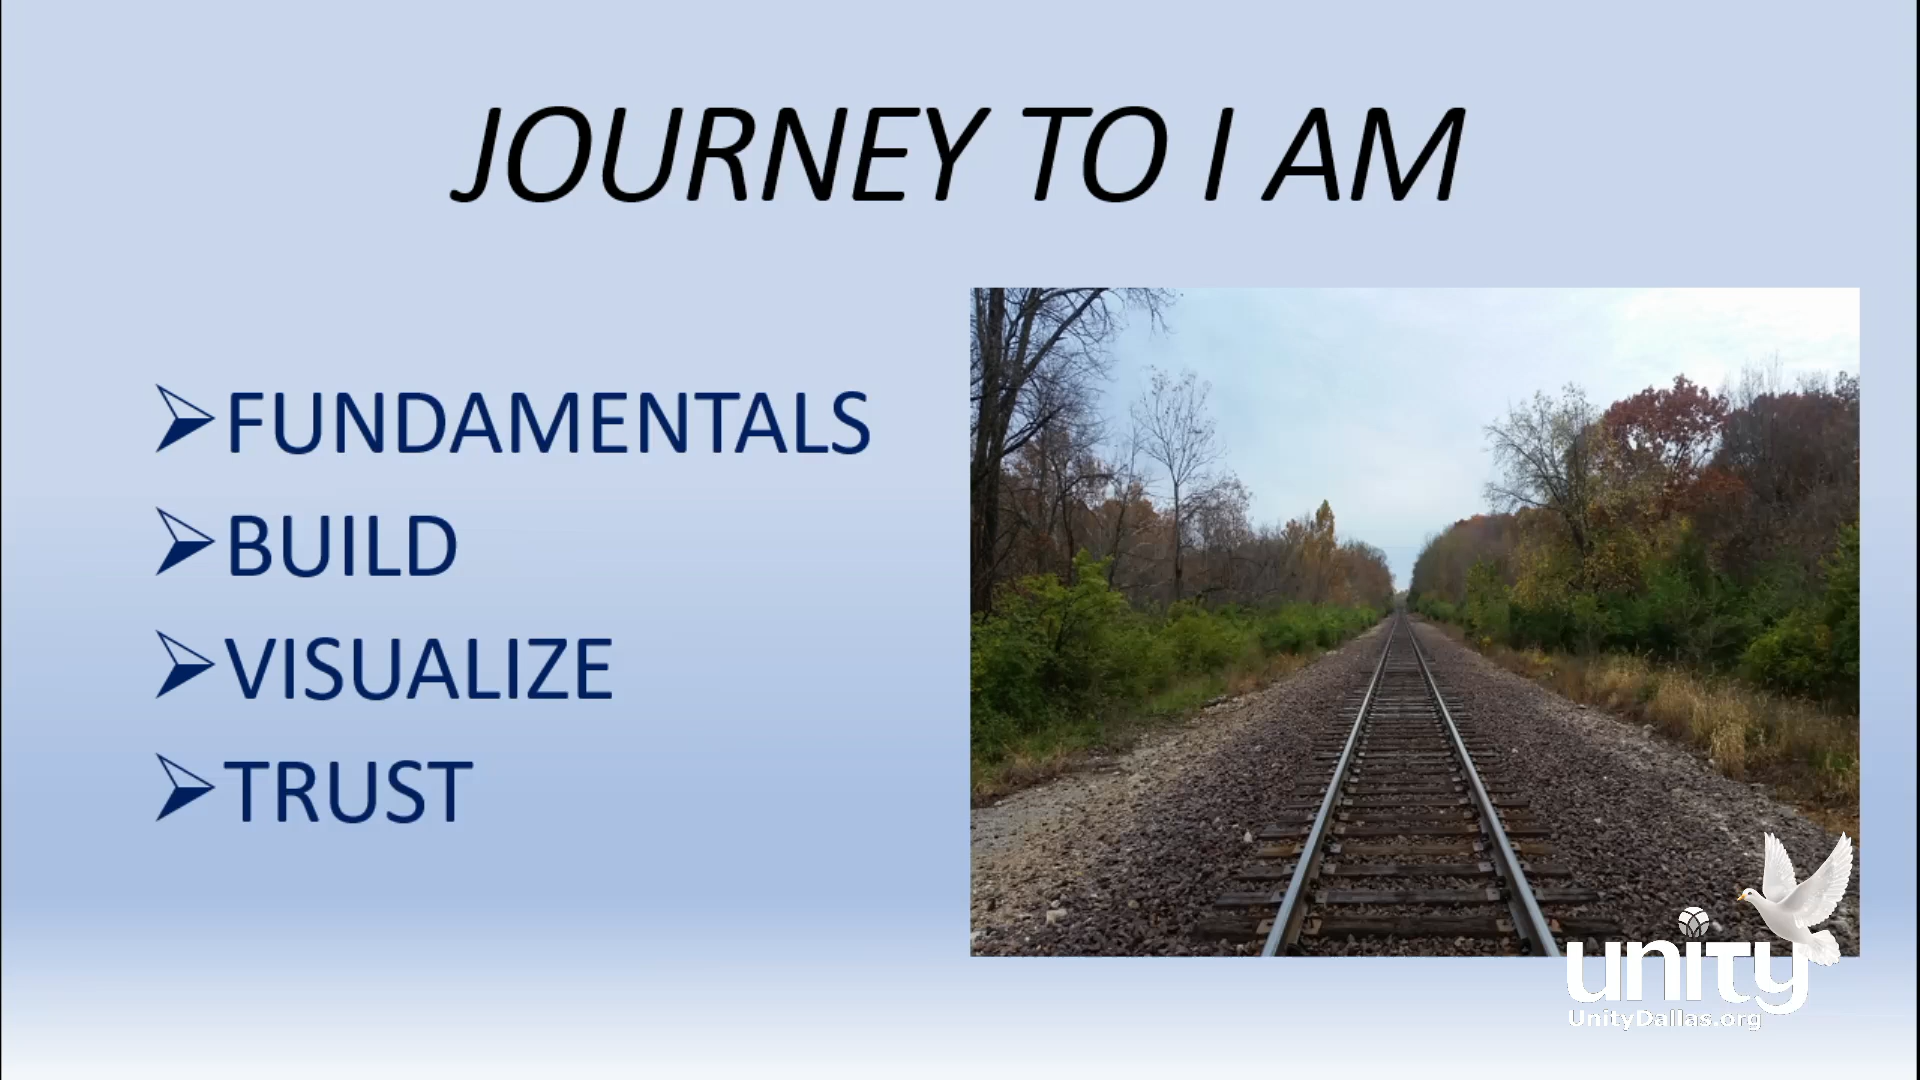 JOURNEY TO I AM
FUNDAMENTALS
BUILD
VISUALIZE
TRUST
unity
UnityDallas.org